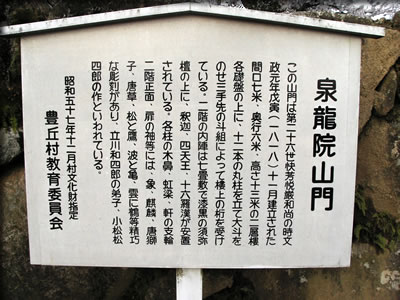 泉龍院山門
この山門は第二十六世快芳悦巌和尚の時文
政元年戊寅(一八一八)十一月建立された
間口七米、奥行六米、高さ十三米の二層楼
各礎盤の上に、十二本の丸柱を立て大斗を
のせ三手先の斗組によって楼上の桁を受け
ている。二階の内陣は七畳敷で漆黒の須弥
檀の上に、釈迦、四天王、十六羅漢が安置
されている。各柱の木鼻、虹梁、軒の支輪
二階正面、扉の袖等には、象、麒麟、唐獅
子、唐草、松と鷹、波と亀、雲に鶴等精巧
な彫刻があり、立川和四郎の弟子、小松松
四郎の作といわれている。
昭和五十七年十二月村文化財指定
豊丘村教育委員会